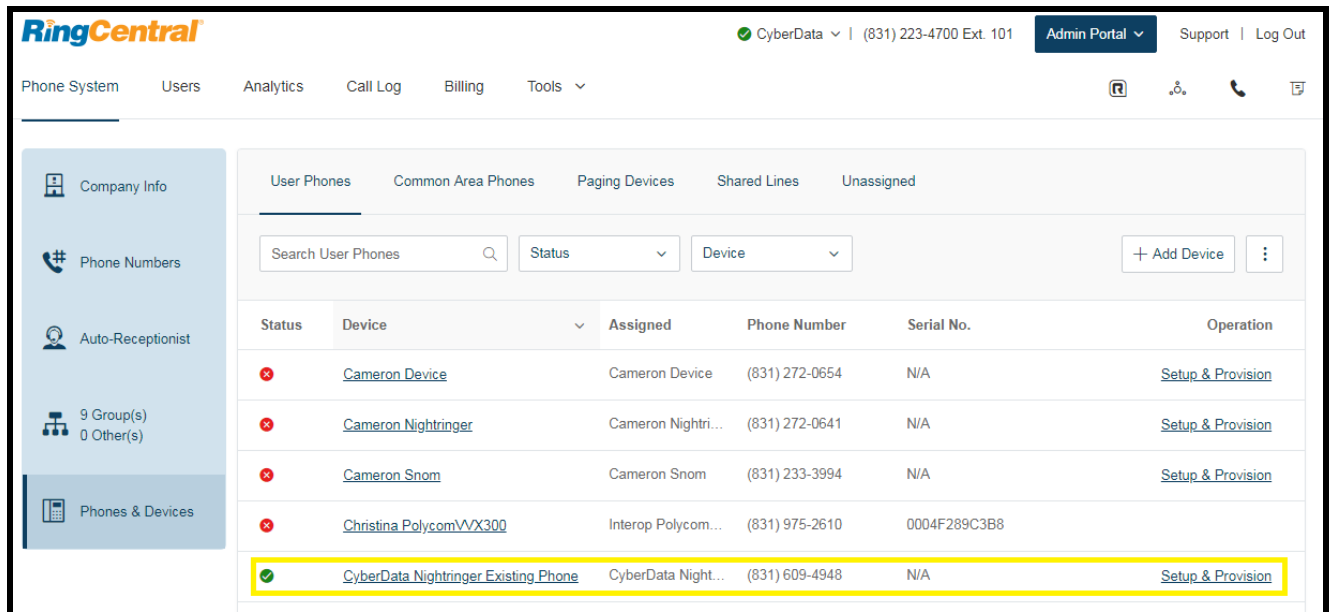 RingCentral
CyberData | (831) 223-4700 Ext. 101 Admin Portal Support | Log Out
Phone System Users Analytics Call Log Billing Tools
Company Info
Phone Numbers
Auto-Receptionist
9 Group(s)
0 Other(s)
Phones & Devices
User Phones Common Area Phones Paging Devices Shared Lines Unassigned
Search User Phones Status Device + Add Device
Status Device Assigned Phone Number Serial No. Operation
Cameron Device Cameron Device (831) 272-0654 N/A Setup & Provision
Cameron Nightringer Cameron Nightri... (831) 272-0641 N/A Setup & Provision
Cameron Snom Cameron Snom (831) 233-3994 N/A Setup & Provision
Christina PolycomVVX300 Interop Polycom... (831) 975-2610 0004F289C3B8
CyberData Nightringer Existing Phone CyberData Night... (831) 609-4948 N/A Setup & Provision